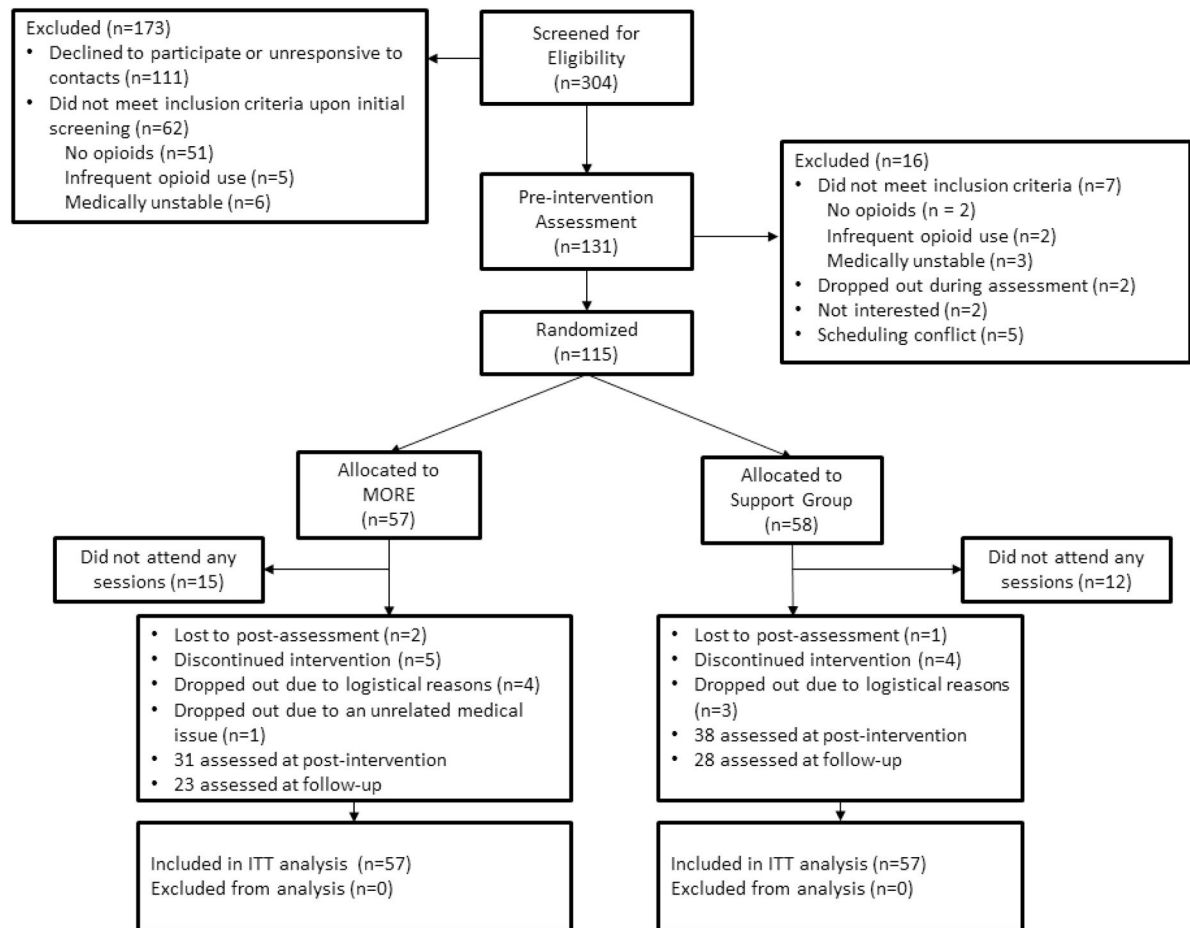 Screened for
Eligibility
(n=304)
Excluded (n=173)
• Declined to participate or unresponsive to
contacts (n=111)
• Did not meet inclusion criteria upon initial
screening (n=62)
No opioids (n=51)
Infrequent opioid use (n=5)
Medically unstable (n=6)
Pre-intervention
Assessment
(n=131)
Excluded (n=16)
• Did not meet inclusion criteria (n=7)
No opioids (n = 2)
Infrequent opioid use (n=2)
Medically unstable (n=3)
• Dropped out during assessment (n=2)
• Not interested (n=2)
• Scheduling conflict (n=5)
Randomized
(n=115)
Allocated to
MORE
(n=57)
Allocated to
Support Group
(n=58)
Did not attend any
sessions (n=15)
Did not attend any
sessions (n=12)
• Lost to post-assessment (n=2)
• Discontinued intervention (n=5)
• Dropped out due to logistical reasons (n=4)
• Dropped out due to an unrelated medical
issue (n=1)
• 31 assessed at post-intervention
• 23 assessed at follow-up
• Lost to post-assessment (n=1)
• Discontinued intervention (n=4)
• Dropped out due to logistical reasons
(n=3)
• 38 assessed at post-intervention
• 28 assessed at follow-up
Included in ITT analysis (n=57)
Excluded from analysis (n=0)
Included in ITT analysis (n=57)
Excluded from analysis (n=0)